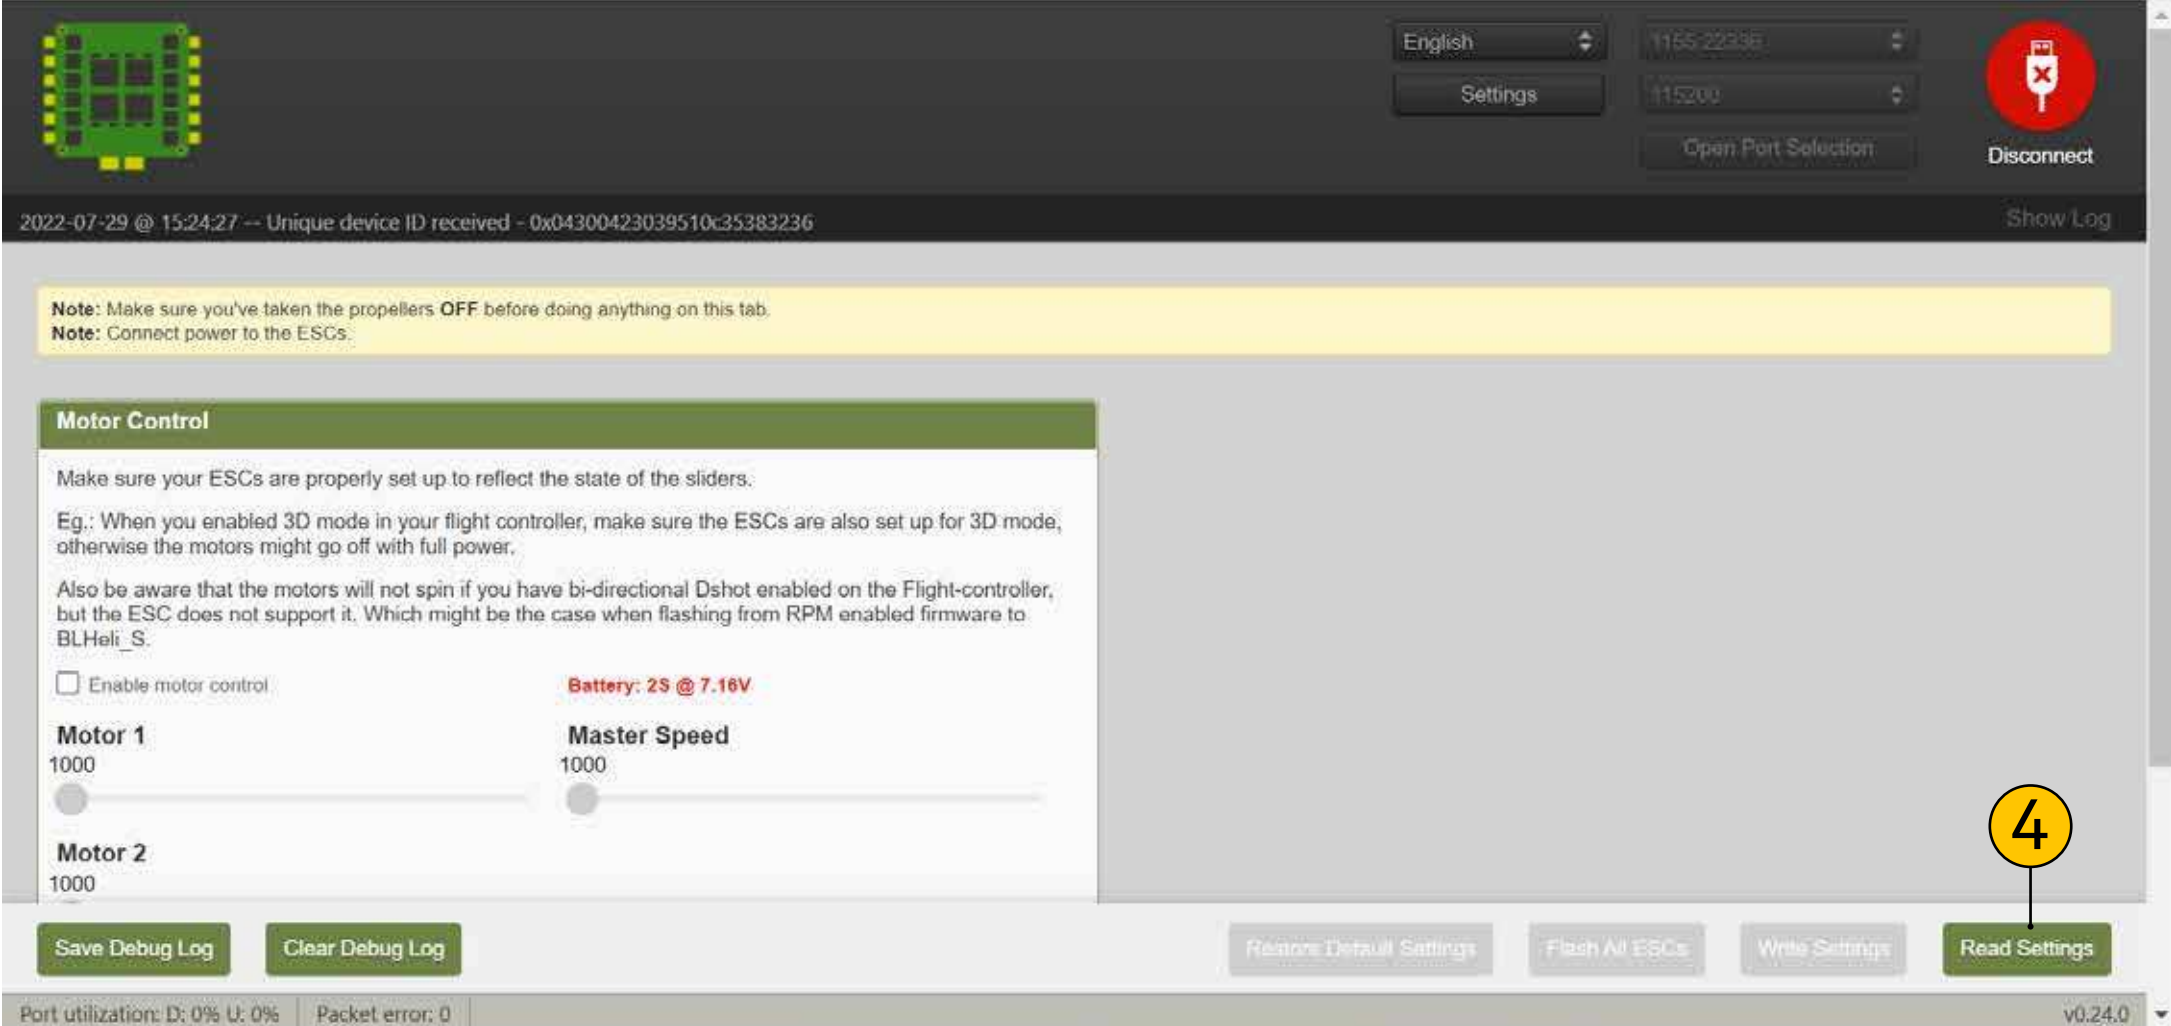 English
1155-22336
Settings
115200
Open Port Selection
Disconnect
2022-07-29 @ 15:24:27 -- Unique device ID received - 0x04300423039510c35383236
Show Log
Note: Make sure you've taken the propellers OFF before doing anything on this tab.
Note: Connect power to the ESCs.
Motor Control
Make sure your ESCs are properly set up to reflect the state of the sliders.
Eg.: When you enabled 3D mode in your flight controller, make sure the ESCs are also set up for 3D mode,
otherwise the motors might go off with full power.
Also be aware that the motors will not spin if you have bi-directional Dshot enabled on the Flight-controller,
but the ESC does not support it. Which might be the case when flashing from RPM enabled firmware to
BLHeli_S.
Enable motor control
Battery: 2S @ 7.16V
Motor 1
Master Speed
1000
1000
Motor 2
1000
4
Save Debug Log
Clear Debug Log
Restore Default Settings
Flash All ESCs
Write Settings
Read Settings
Port utilization: D: 0% U: 0%
Packet error: 0
v0.24.0